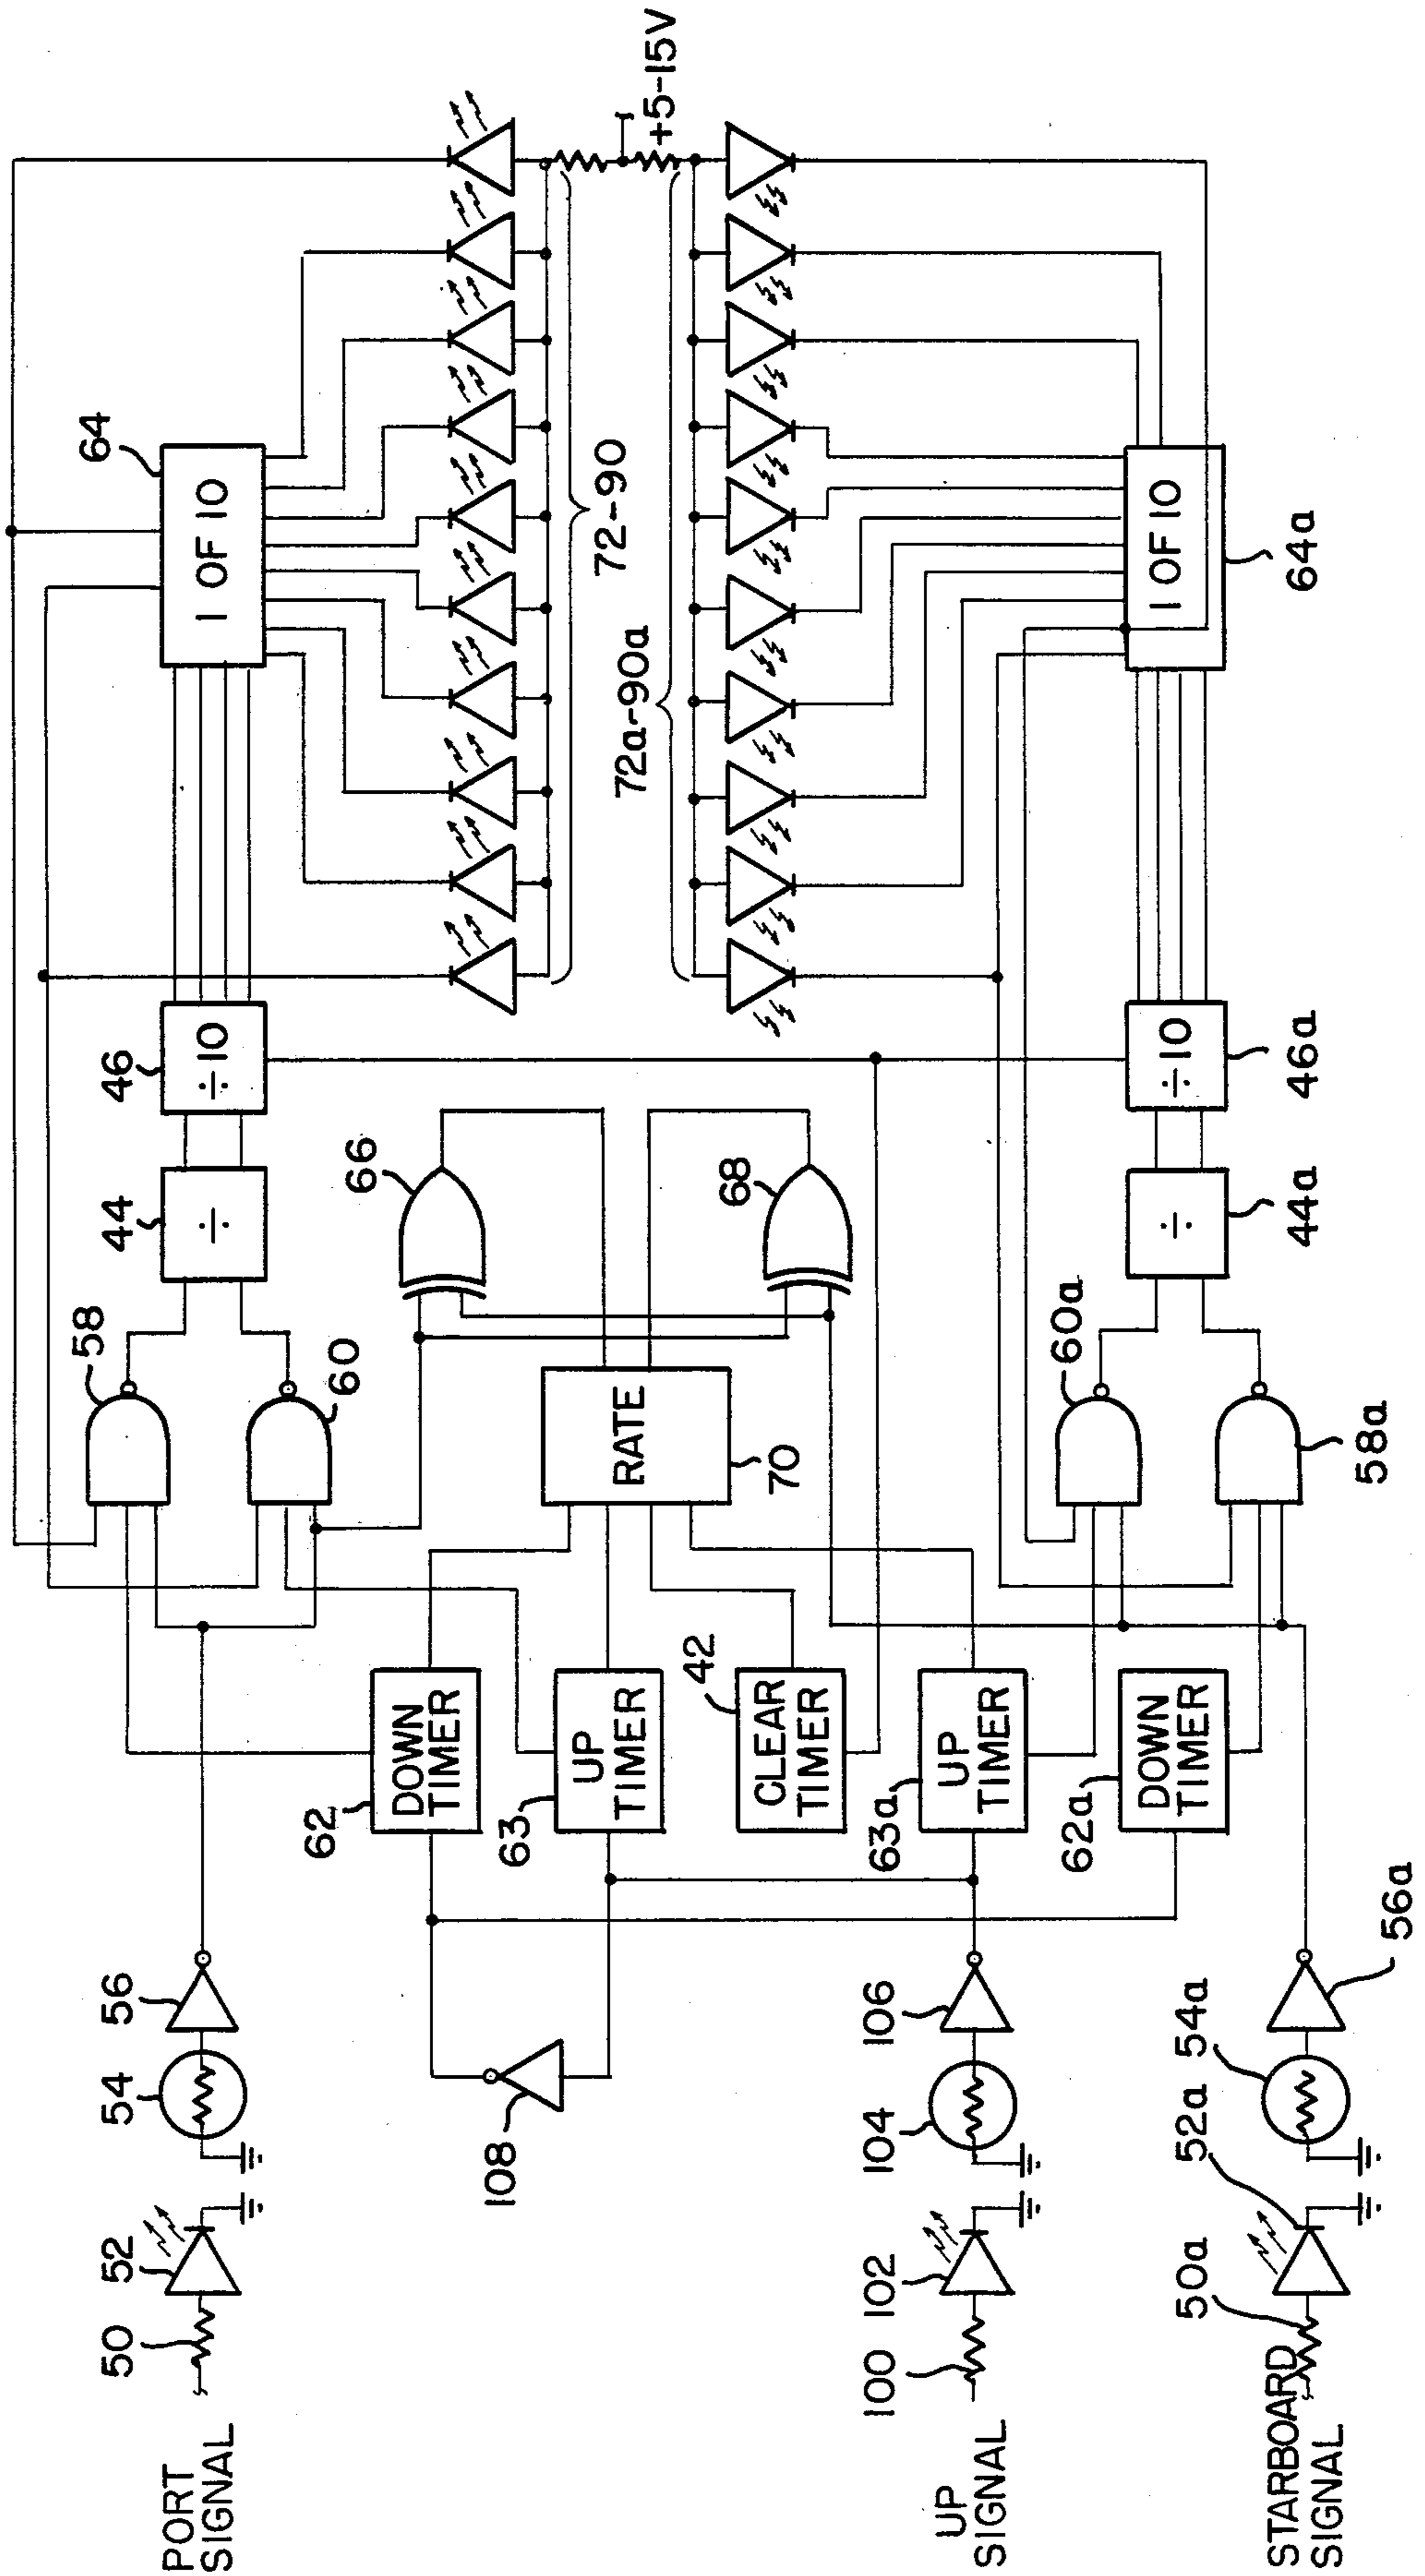 PORT
SIGNAL
50
52
54
56
58
60
44
÷
46
÷10
64
1 OF 10
62
DOWN
TIMER
63
UP
TIMER
42
CLEAR
TIMER
63a
UP
TIMER
62a
DOWN
TIMER
108
RATE
70
66
68
72-90
72a-90a
+5-15V
UP
SIGNAL
100
102
104
106
STARBOARD
SIGNAL
50a
52a
54a
56a
60a
58a
÷
44a
÷10
46a
1 OF 10
64a